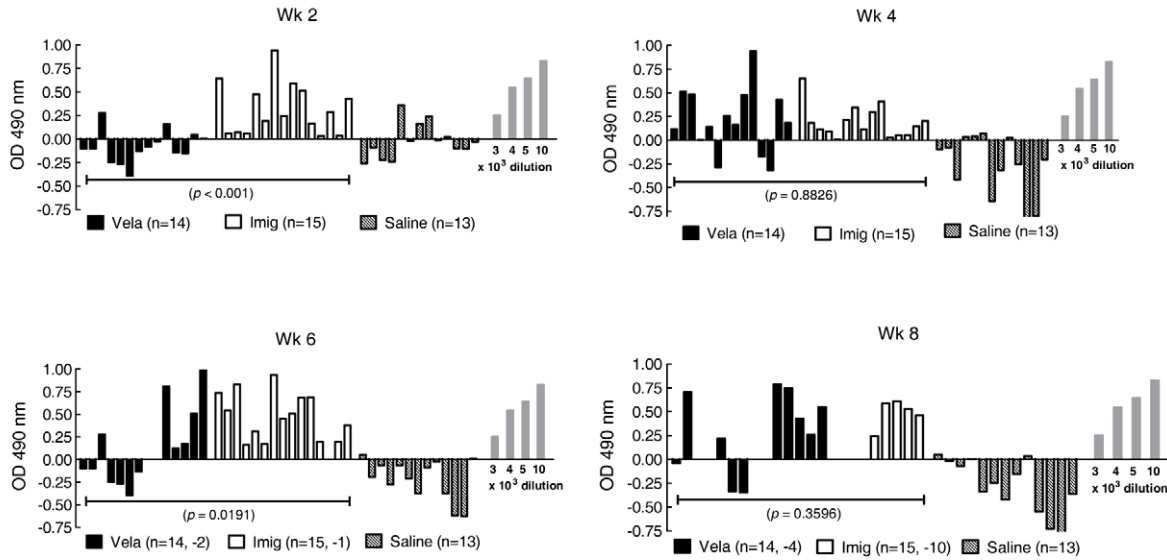 Wk 2
OD 490 nm
1.00
0.75
0.50
0.25
0.00
-0.25
-0.50
-0.75
3 4 5 10
x 10³ dilution
(p < 0.001)
Vela (n=14) Imig (n=15) Saline (n=13)
Wk 4
OD 490 nm
1.00
0.75
0.50
0.25
0.00
-0.25
-0.50
-0.75
3 4 5 10
x 10³ dilution
(p = 0.8826)
Vela (n=14) Imig (n=15) Saline (n=13)
Wk 6
OD 490 nm
1.00
0.75
0.50
0.25
0.00
-0.25
-0.50
-0.75
3 4 5 10
x 10³ dilution
(p = 0.0191)
Vela (n=14, -2) Imig (n=15, -1) Saline (n=13)
Wk 8
OD 490 nm
1.00
0.75
0.50
0.25
0.00
-0.25
-0.50
-0.75
3 4 5 10
x 10³ dilution
(p = 0.3596)
Vela (n=14, -4) Imig (n=15, -10) Saline (n=13)